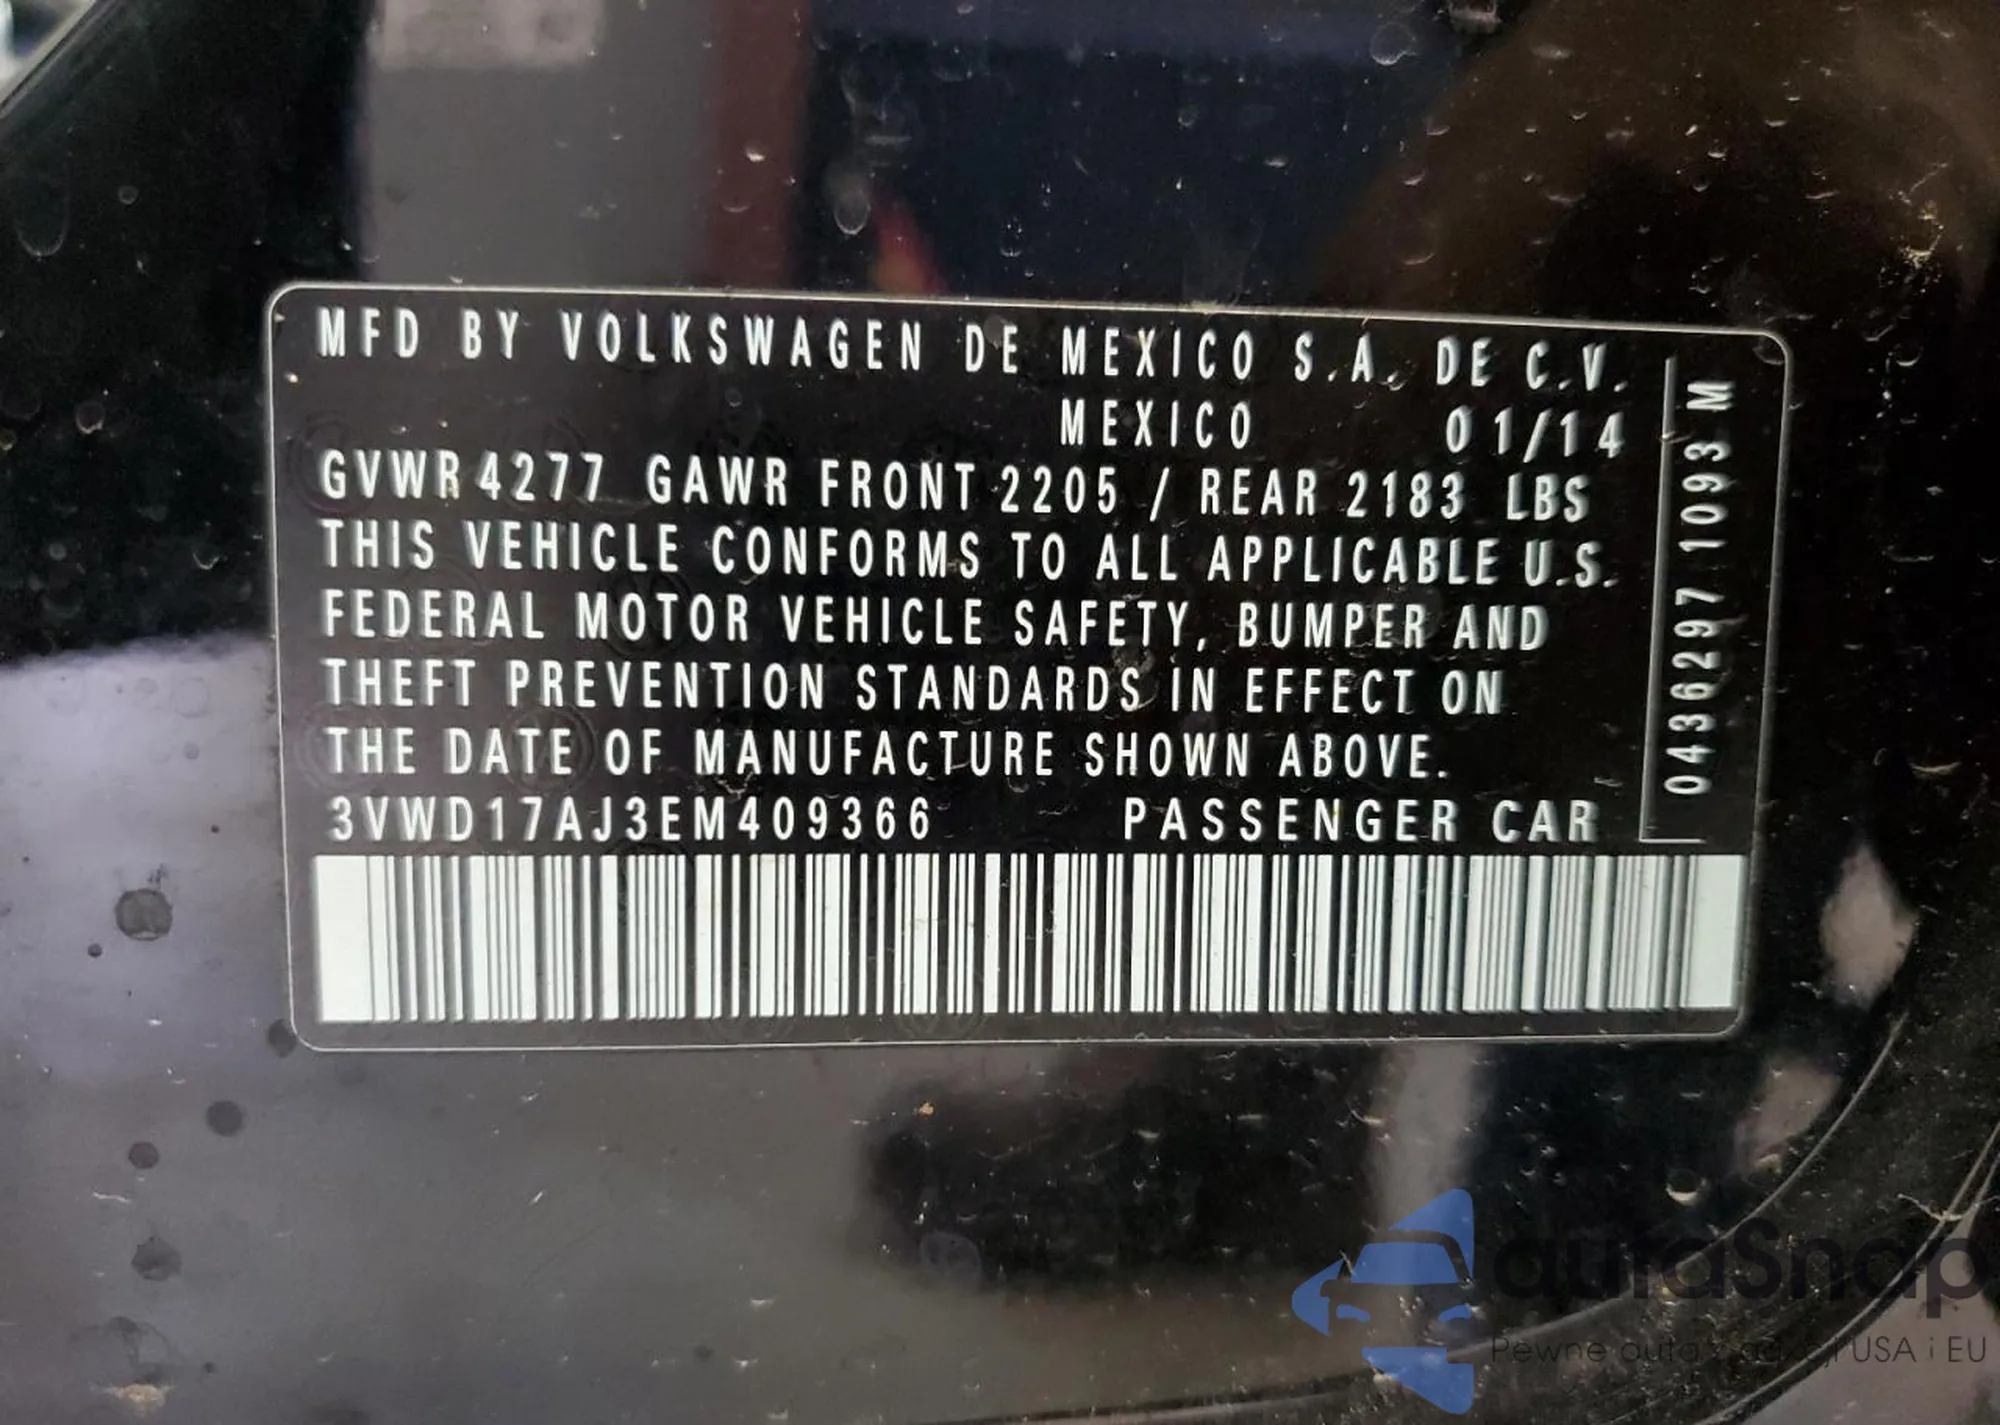 MFD BY VOLKSWAGEN DE MEXICO S.A. DE C.V.
MEXICO 01/14
GVWR 4277 GAWR FRONT 2205 / REAR 2183 LBS
THIS VEHICLE CONFORMS TO ALL APPLICABLE U.S.
FEDERAL MOTOR VEHICLE SAFETY, BUMPER AND
THEFT PREVENTION STANDARDS IN EFFECT ON
THE DATE OF MANUFACTURE SHOWN ABOVE.
3VWD17AJ3EM409366 PASSENGER CAR
0436297 1093 M
autaSnap
Pewne auta z USA i EU